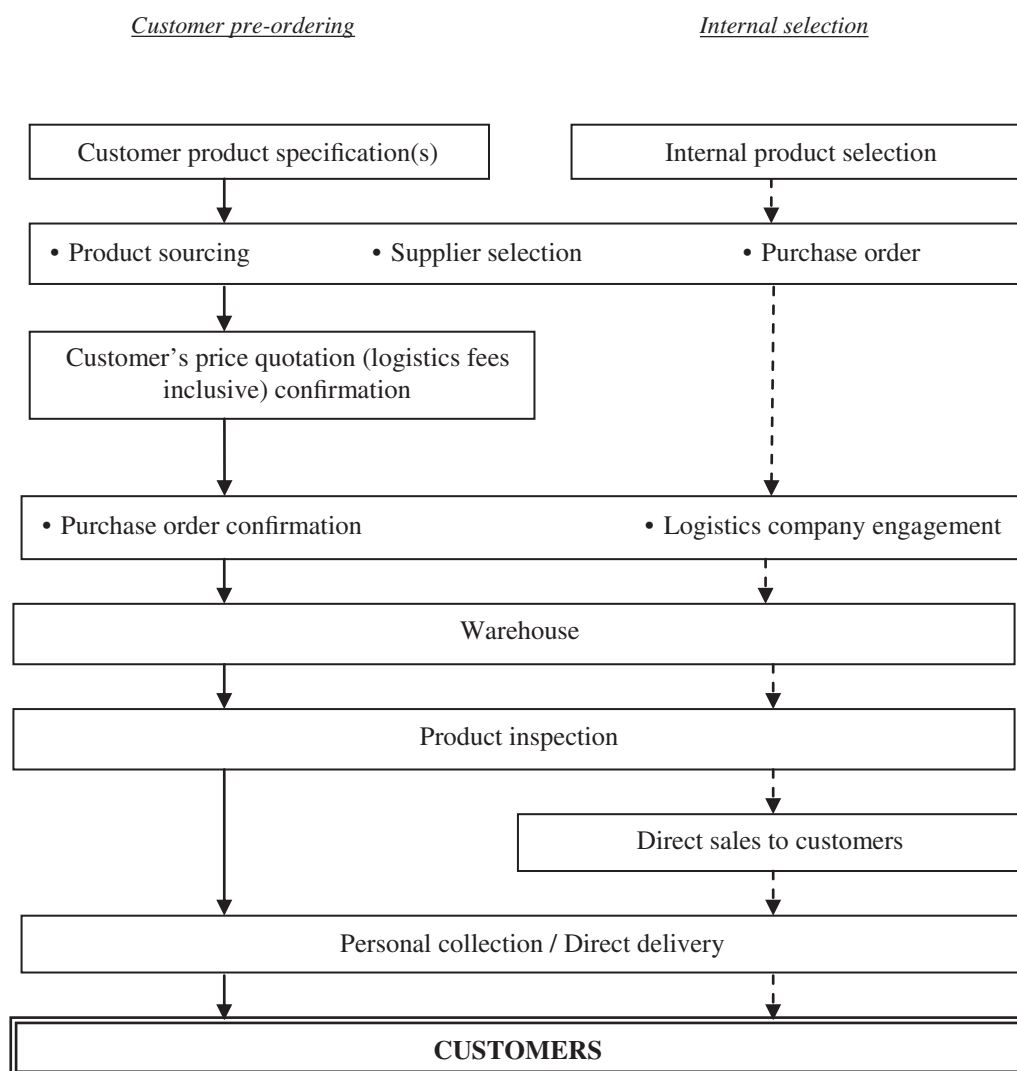 Customer pre-ordering
Internal selection
Customer product specification(s)
Internal product selection
• Product sourcing
• Supplier selection
• Purchase order
Customer’s price quotation (logistics fees
inclusive) confirmation
• Purchase order confirmation
• Logistics company engagement
Warehouse
Product inspection
Direct sales to customers
Personal collection / Direct delivery
CUSTOMERS